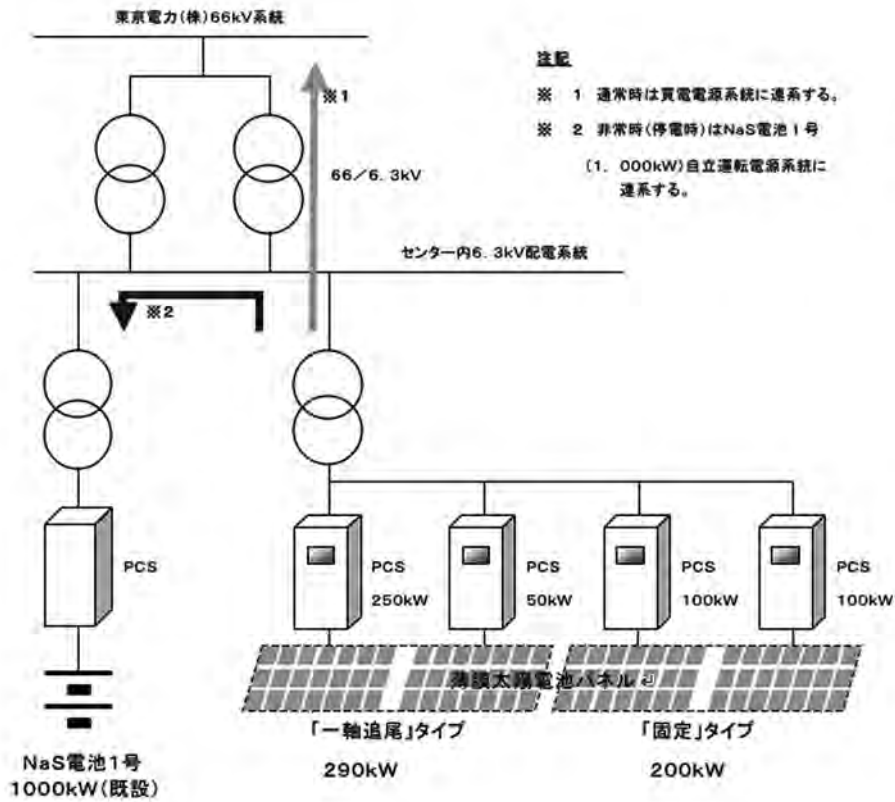 東京電力(株)66kV系統
注記
※ 1 通常時は買電電源系統に連系する。
※ 2 非常時(停電時)はNaS電池1号
(1. 000kW)自立運転電源系統に
連系する。
※1
66/6. 3kV
センター内6. 3kV配電系統
※2
PCS
PCS
250kW
PCS
50kW
PCS
100kW
PCS
100kW
薄膜太陽電池パネル
「一軸追尾」タイプ
290kW
「固定」タイプ
200kW
NaS電池1号
1000kW(既設)